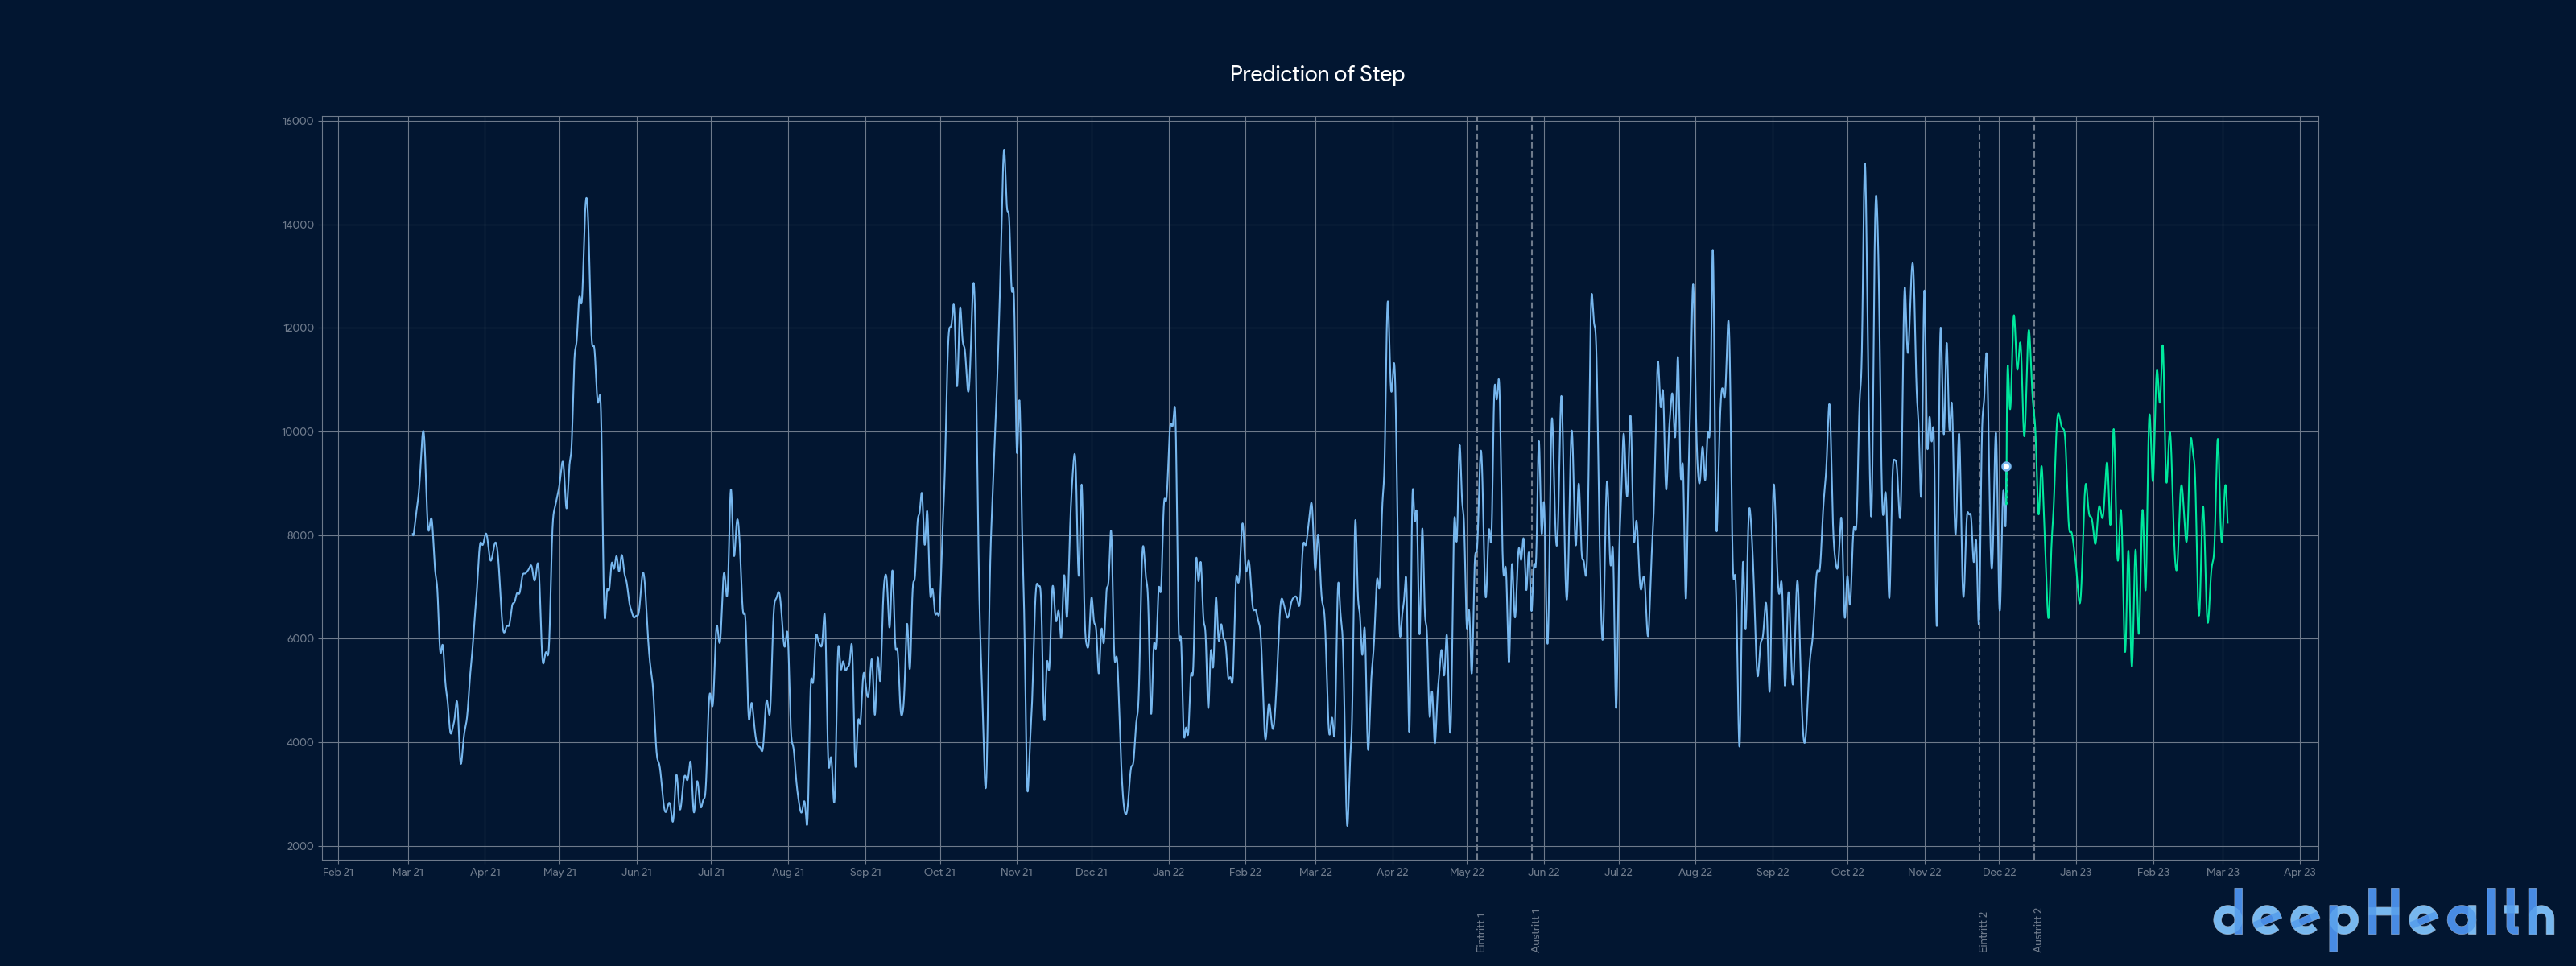 Prediction of Step
16000
14000
12000
10000
8000
6000
4000
2000
Feb 21 Mar 21 Apr 21 May 21 Jun 21 Jul 21 Aug 21 Sep 21 Oct 21 Nov 21 Dec 21 Jan 22 Feb 22 Mar 22 Apr 22 May 22 Jun 22 Jul 22 Aug 22 Sep 22 Oct 22 Nov 22 Dec 22 Jan 23 Feb 23 Mar 23 Apr 23
Eintritt 1
Austritt 1
Eintritt 2
Austritt 2
deepHealth